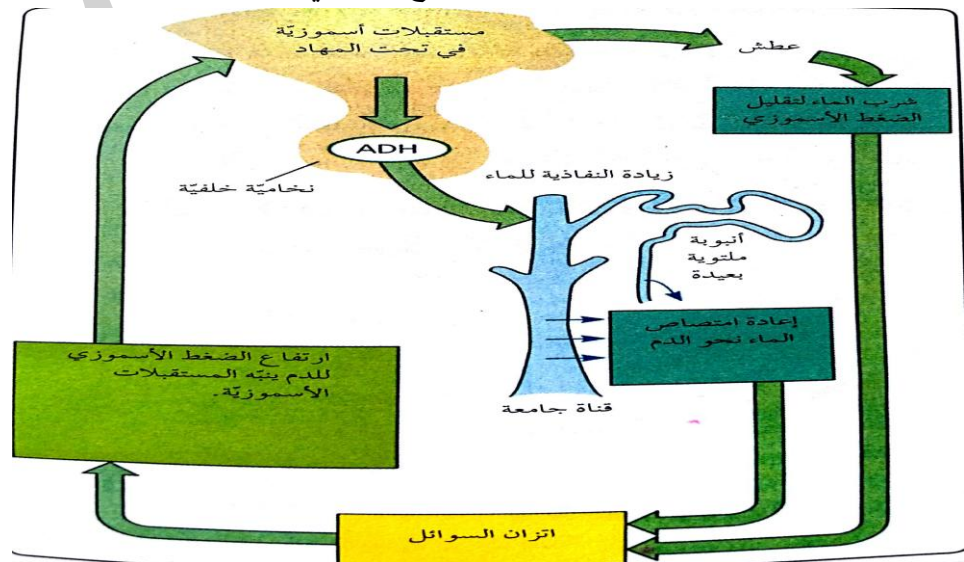 مستقبلات أسموزيّة
في تحت المهاد
عطش
شرب الماء لتقليل
الضغط الأسموزي
ADH
نخاميّة خلفيّة
زيادة النفاذية للماء
أنبوبة
ملتوية
بعيدة
إعادة امتصاص
الماء نحو الدم
قناة جامعة
ارتفاع الضغط الأسموزي
للدم ينبّه المستقبلات
الأسموزيّة.
اتزان السوائل